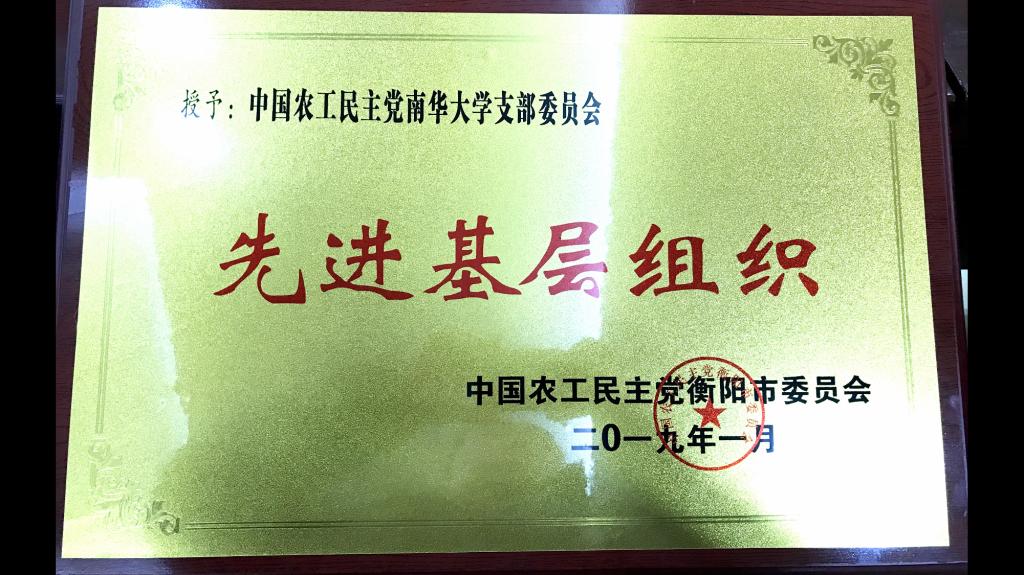 授予：中国农工民主党南华大学支部委员会
先进基层组织
中国农工民主党衡阳市委员会
二0一九年一月